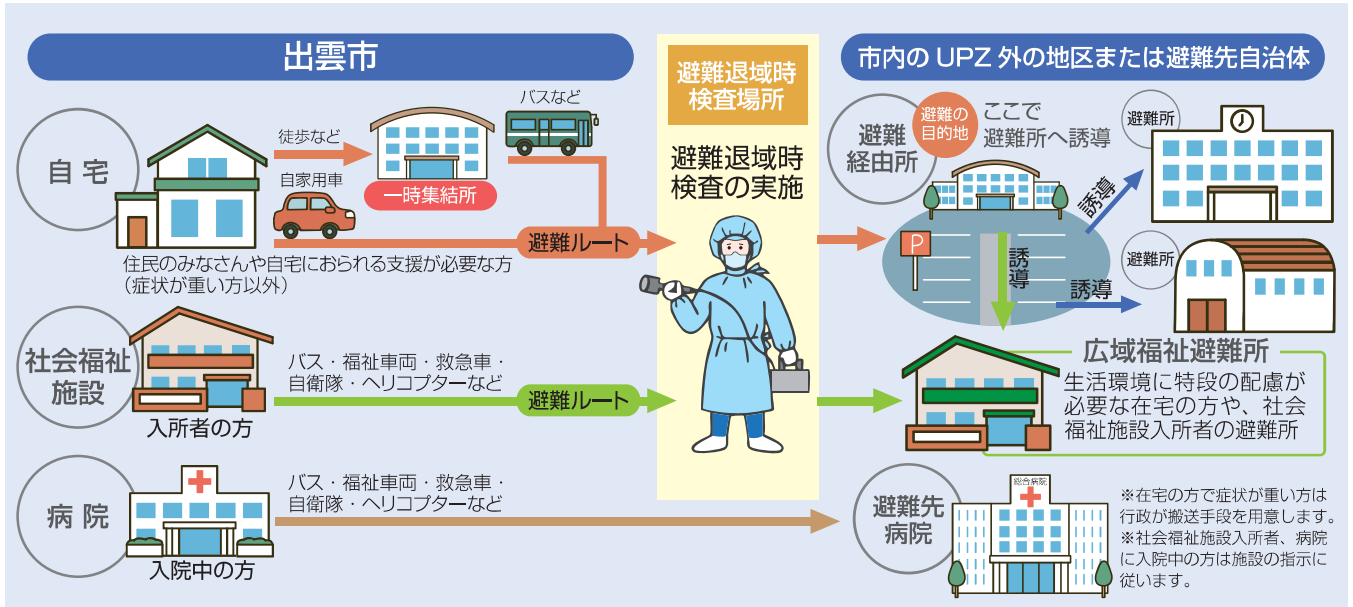 出雲市
避難退域時
検査場所
市内の UPZ 外の地区または避難先自治体
自宅
徒歩など
一時集結所
バスなど
自家用車
避難ルート
住民のみなさんや自宅におられる支援が必要な方
（症状が重い方以外）
避難退域時
検査の実施
避難
経由所
避難の
目的地
ここで
避難所へ誘導
P
誘導
誘導
誘導
避難所
避難所
社会福祉
施設
入所者の方
バス・福祉車両・救急車・
自衛隊・ヘリコプターなど
避難ルート
広域福祉避難所
生活環境に特段の配慮が
必要な在宅の方や、社会
福祉施設入所者の避難所
病院
入院中の方
バス・福祉車両・救急車・
自衛隊・ヘリコプターなど
避難先
病院
総合病院
※在宅の方で症状が重い方は
行政が搬送手段を用意します。
※社会福祉施設入所者、病院
に入院中の方は施設の指示に
従います。